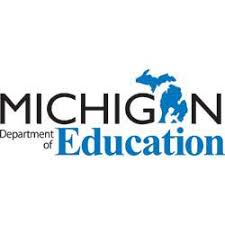 MICHIGAN
Department of Education